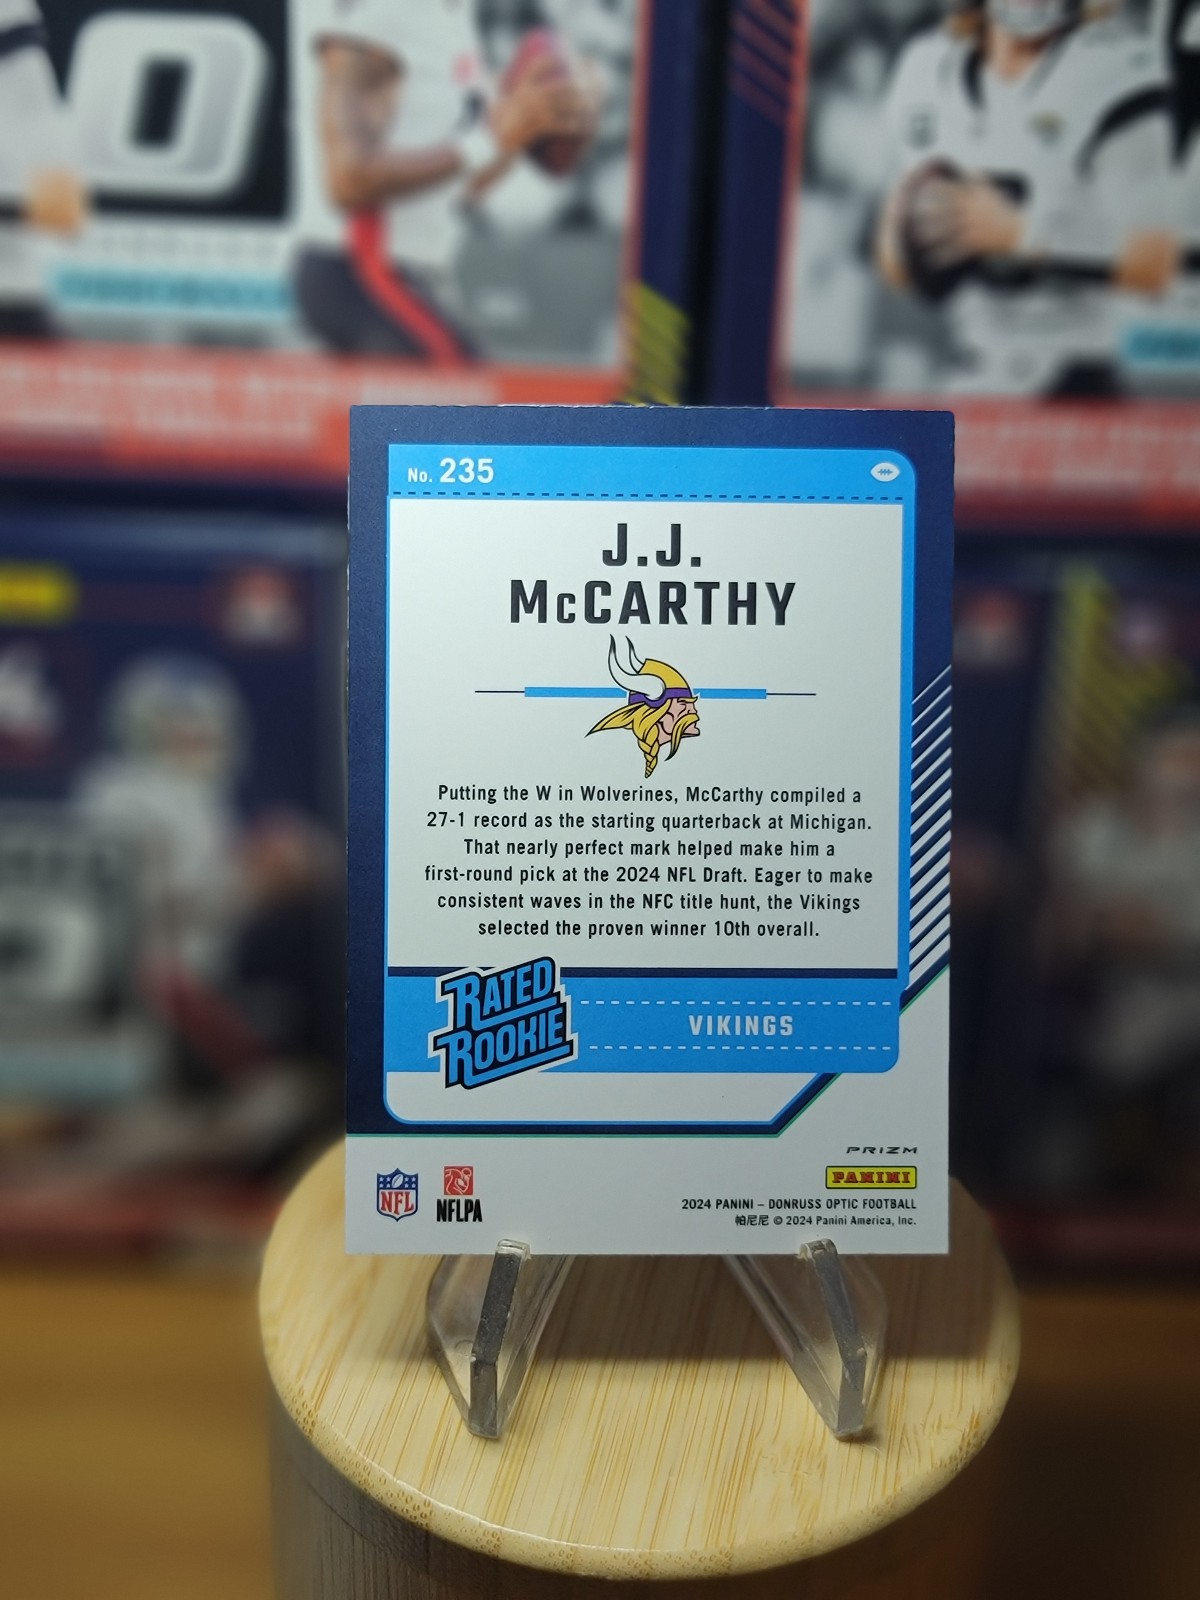 No. 235
J.J.
McCARTHY
Putting the W in Wolverines, McCarthy compiled a
27-1 record as the starting quarterback at Michigan.
That nearly perfect mark helped make him a
first-round pick at the 2024 NFL Draft. Eager to make
consistent waves in the NFC title hunt, the Vikings
selected the proven winner 10th overall.
RATED
ROOKIE
VIKINGS
PRIZM
PANINI
NFL
NFLPA
2024 PANINI – DONRUSS OPTIC FOOTBALL
帕尼尼 © 2024 Panini America, Inc.